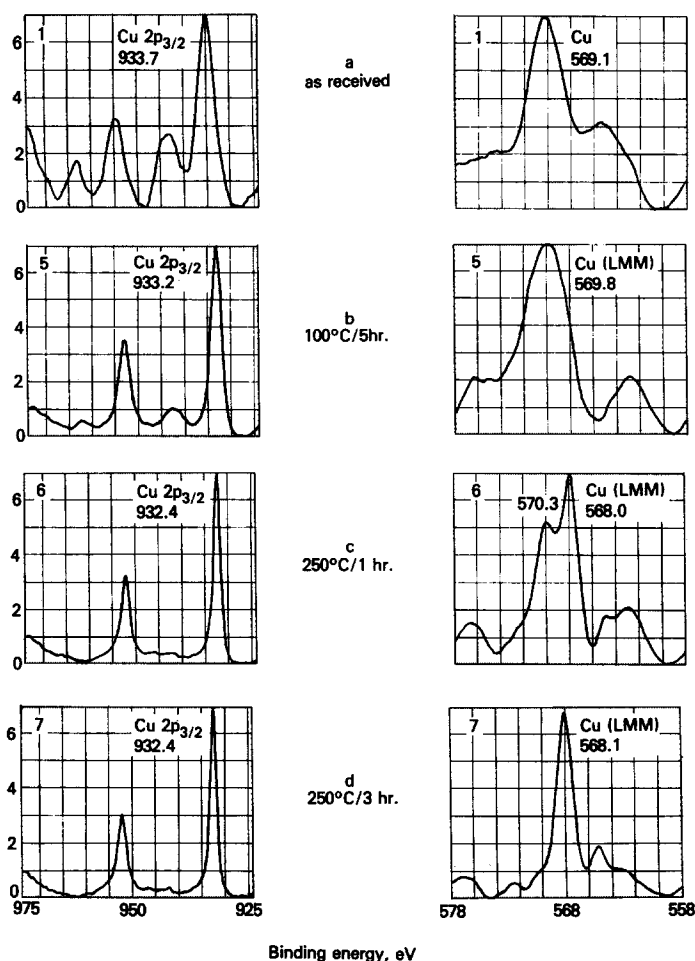 1 Cu 2p3/2
933.7
6
4
2
0
a
as received
1 Cu
569.1
5 Cu 2p3/2
933.2
6
4
2
0
b
100°C/5hr.
5 Cu (LMM)
569.8
6 Cu 2p3/2
932.4
6
4
2
0
c
250°C/1 hr.
6 570.3 Cu (LMM)
568.0
7 Cu 2p3/2
932.4
6
4
2
0
d
250°C/3 hr.
7 Cu (LMM)
568.1
975 950 925
578 568 558
Binding energy, eV